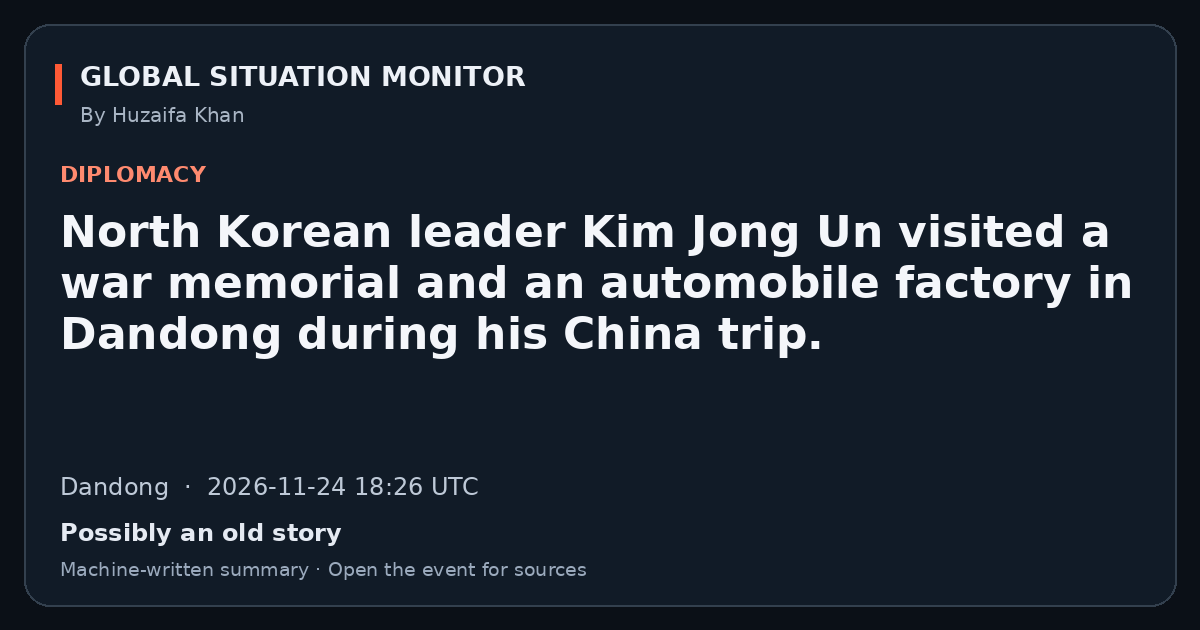 GLOBAL SITUATION MONITOR
By Huzaifa Khan
DIPLOMACY
North Korean leader Kim Jong Un visited a
war memorial and an automobile factory in
Dandong during his China trip.
Dandong · 2026-11-24 18:26 UTC
Possibly an old story
Machine-written summary · Open the event for sources